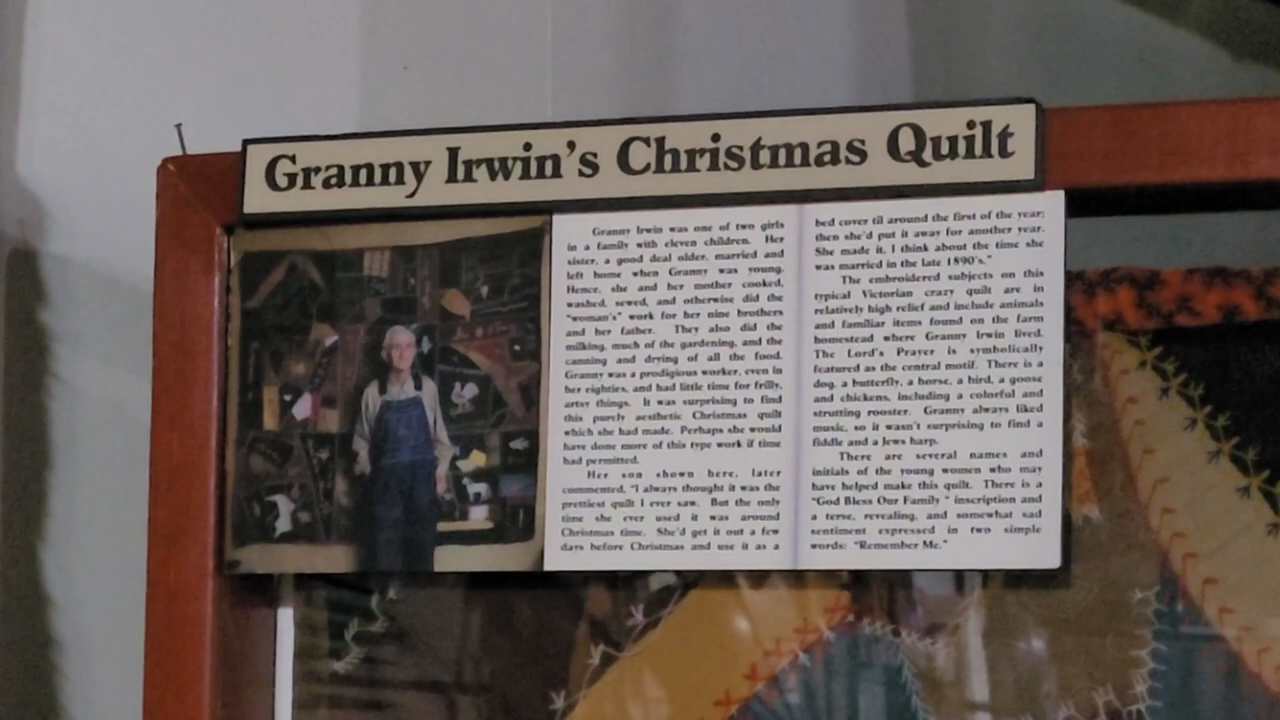 Granny Irwin's Christmas Quilt
Granny Irwin was one of two girls
in a family with eleven children. Her
sister, a good deal older, married and
left home when Granny was young.
Hence, she and her mother cooked,
washed, sewed, and otherwise did the
"woman's" work for her nine brothers
and her father. They also did the
milking, much of the gardening, and the
canning and drying of all the food.
Granny was a prodigious worker, even in
her eighties, and had little time for frilly,
artsy things. It was surprising to find
this purely aesthetic Christmas quilt
which she had made. Perhaps she would
have done more of this type work if time
had permitted.
Her son shown here, later
commented, "I always thought it was the
prettiest quilt I ever saw. But the only
time she ever used it was around
Christmas time. She'd get it out a few
days before Christmas and use it as a
bed cover til around the first of the year;
then she'd put it away for another year.
She made it, I think about the time she
was married in the late 1890's."
The embroidered subjects on this
typical Victorian crazy quilt are in
relatively high relief and include animals
and familiar items found on the farm
homestead where Granny Irwin lived.
The Lord's Prayer is symbolically
featured as the central motif. There is a
dog, a butterfly, a horse, a bird, a goose
and chickens, including a colorful and
strutting rooster. Granny always liked
music, so it wasn't surprising to find a
fiddle and a Jews harp.
There are several names and
initials of the young women who may
have helped make this quilt. There is a
"God Bless Our Family " inscription and
a terse, revealing, and somewhat sad
sentiment expressed in two simple
words: "Remember Me."